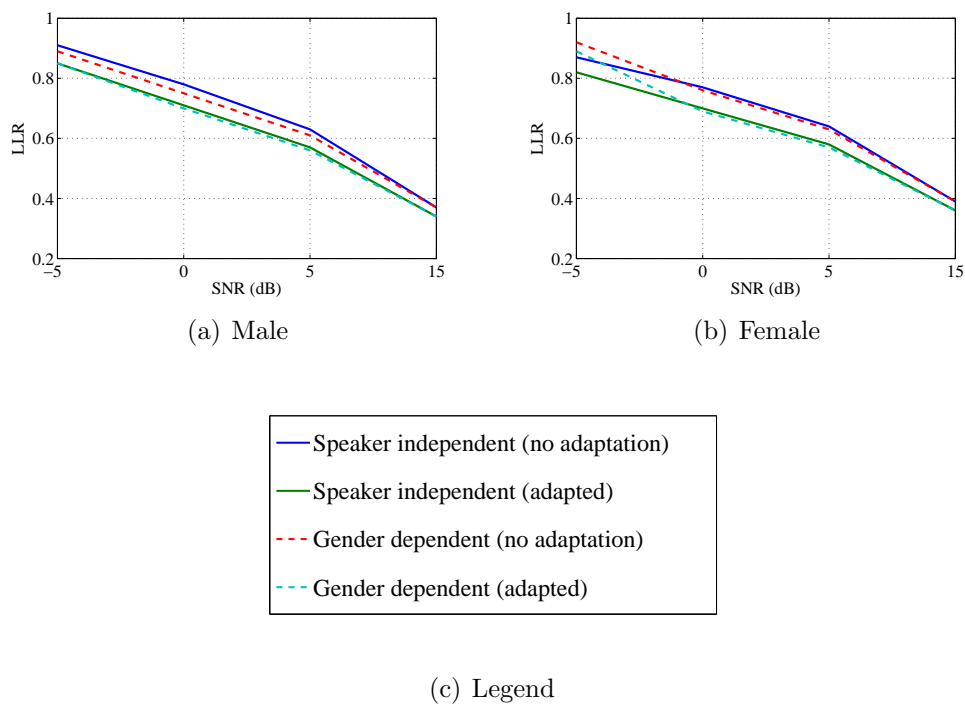 1
0.8
0.6
0.4
0.2
LLR
−5
0
5
15
SNR (dB)
(a) Male
1
0.8
0.6
0.4
0.2
LLR
−5
0
5
15
SNR (dB)
(b) Female
Speaker independent (no adaptation)
Speaker independent (adapted)
Gender dependent (no adaptation)
Gender dependent (adapted)
(c) Legend